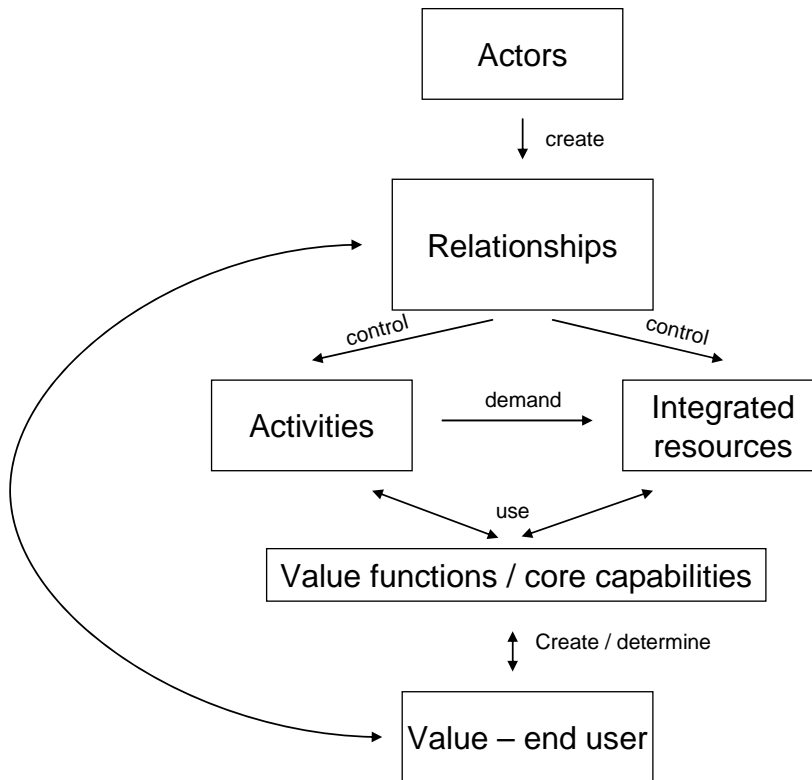 Actors
create
Relationships
control
control
Activities
demand
Integrated
resources
use
Value functions / core capabilities
Create / determine
Value – end user